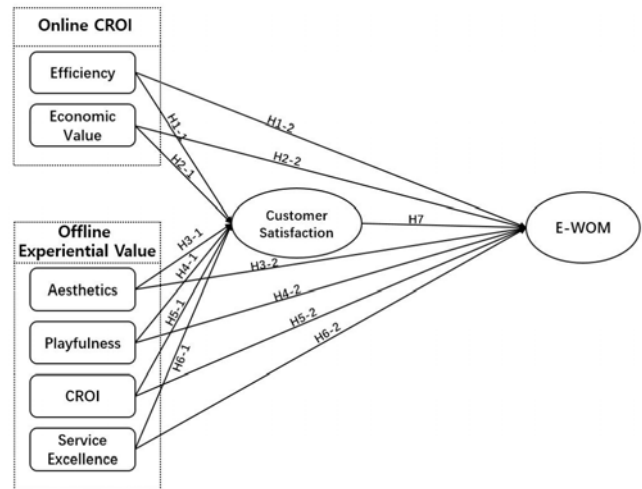 Online CROI
Efficiency
Economic
Value
H1-1
H2-1
H1-2
H2-2
Customer
Satisfaction
H7
E-WOM
Offline
Experiential Value
Aesthetics
Playfulness
CROI
Service
Excellence
H3-1
H4-1
H5-1
H6-1
H3-2
H4-2
H5-2
H6-2